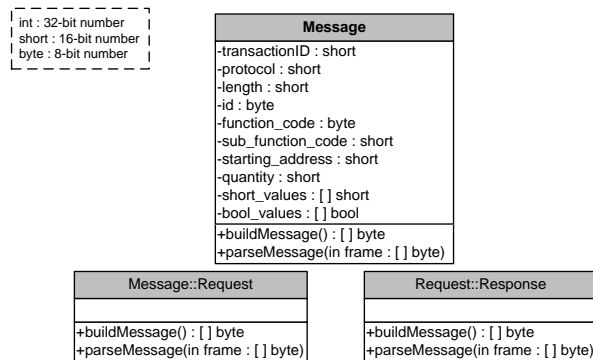 int : 32-bit number
short : 16-bit number
byte : 8-bit number
Message
-transactionID : short
-protocol : short
-length : short
-id : byte
-function_code : byte
-sub_function_code : short
-starting_address : short
-quantity : short
-short_values : [ ] short
-bool_values : [ ] bool
+buildMessage() : [ ] byte
+parseMessage(in frame : [ ] byte)
Message::Request
+buildMessage() : [ ] byte
+parseMessage(in frame : [ ] byte)
Request::Response
+buildMessage() : [ ] byte
+parseMessage(in frame : [ ] byte)